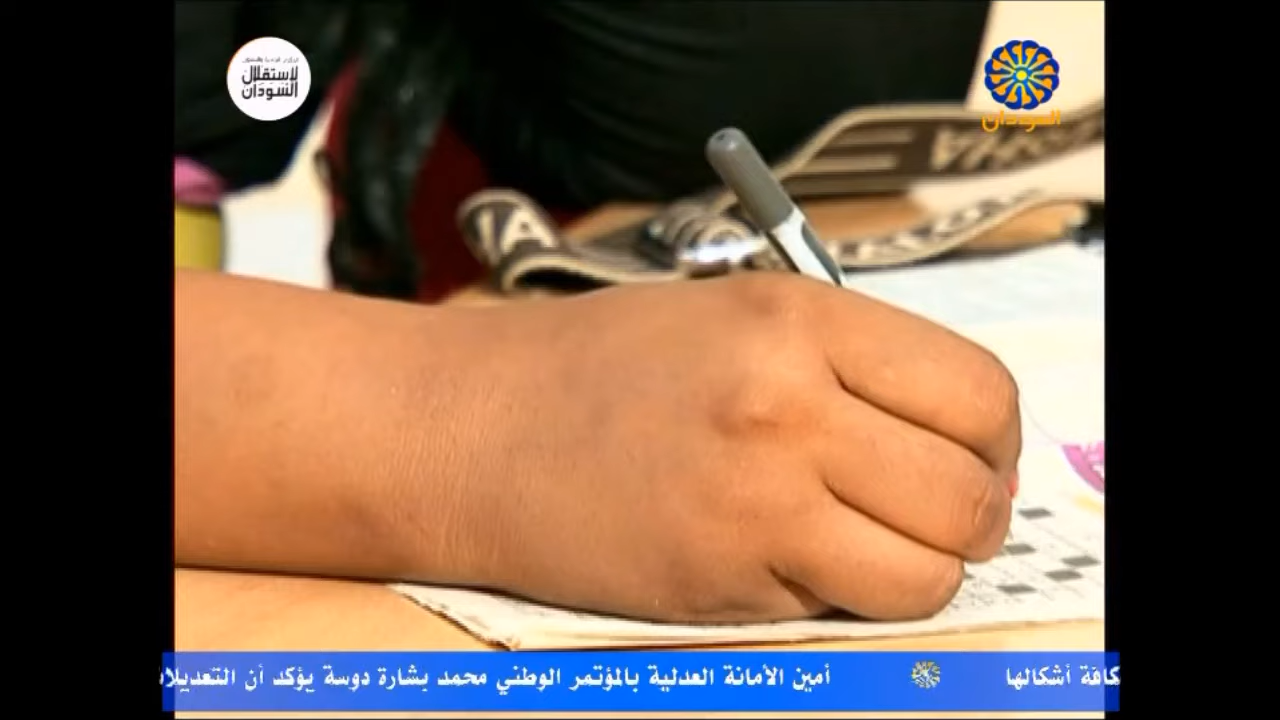 لاستقلال
السودان
السودان
كافة أشكالها
أمين الأمانة العدلية بالمؤتمر الوطني محمد بشارة دوسة يؤكد أن التعديلا